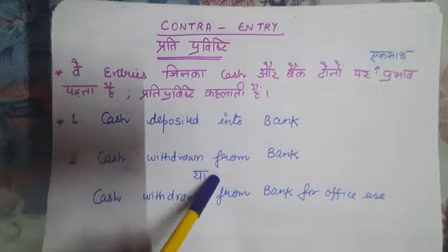 CONTRA - ENTRY
प्रति प्रविष्टि
एकसाथ
* वे Entries जिनका Cash और बैंक दोनों पर प्रभाव
पड़ता है ; प्रतिप्रविष्टि कहलाती हैं।
* 1. Cash deposited into Bank
Cash withdrawn from Bank
या
Cash withdrawn from Bank for office use